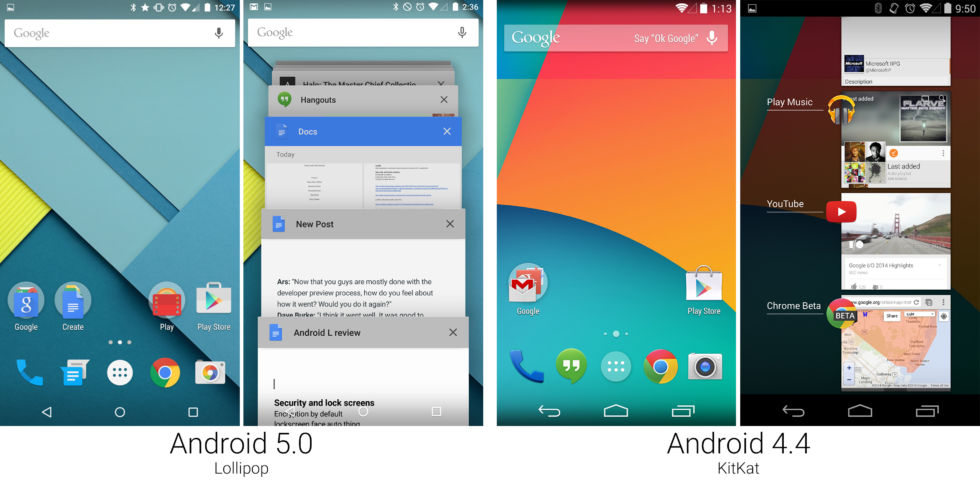 12:27
Google
Google
Create
Play
Play Store
2:36
Google
Halo: The Master Chief Collectio
Hangouts
Docs
Today
New Post
Ars: "Now that you guys are mostly done with the
developer preview process, how do you feel about
how it went? Would you do it again?"
Dave Burke: "I think it went well. It was good to
Android L review
Security and lock screens
Encryption by default
lockscreen face auto thing
Android 5.0
Lollipop
1:13
Google Say "Ok Google"
Google
Play Store
9:50
Microsoft IIPG
@MicrosoftIP
Description
Play Music
Last added
FLARVE
Last added
YouTube
Google I/O 2014 Highlights
Chrome Beta
BETA
www.google.org
Share
Light
Android 4.4
KitKat